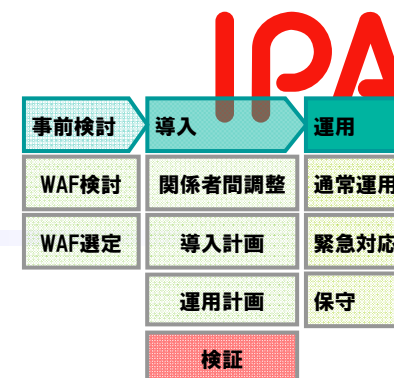 IPA
事前検討 導入 運用
WAF検討 関係者間調整 通常運用
WAF選定 導入計画 緊急対応
運用計画 保守
検証